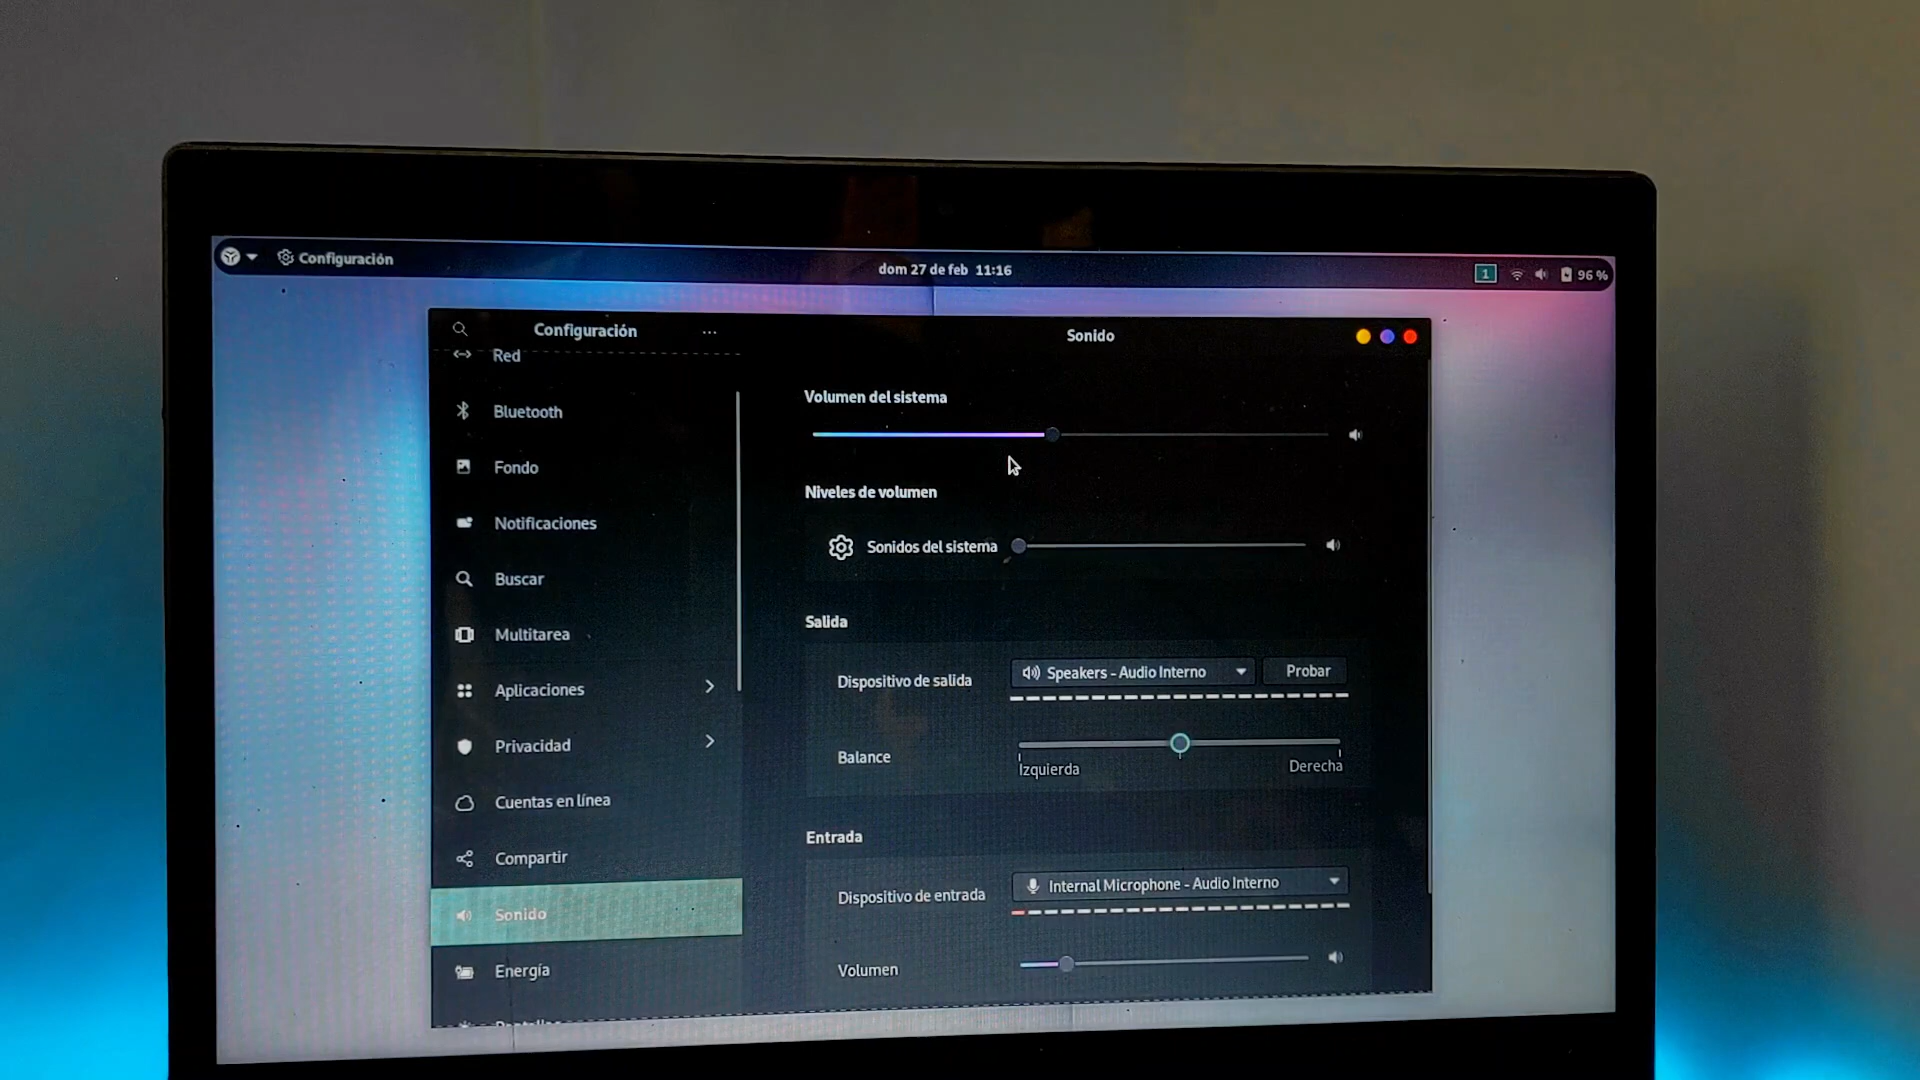 Configuración
dom 27 de feb 11:16
1
96 %
Configuración
...
Sonido
Red
Bluetooth
Fondo
Notificaciones
Buscar
Multitarea
Aplicaciones
Privacidad
Cuentas en línea
Compartir
Sonido
Energía
Volumen del sistema
Niveles de volumen
Sonidos del sistema
Salida
Dispositivo de salida
Speakers - Audio Interno
Probar
Balance
Izquierda
Derecha
Entrada
Dispositivo de entrada
Internal Microphone - Audio Interno
Volumen